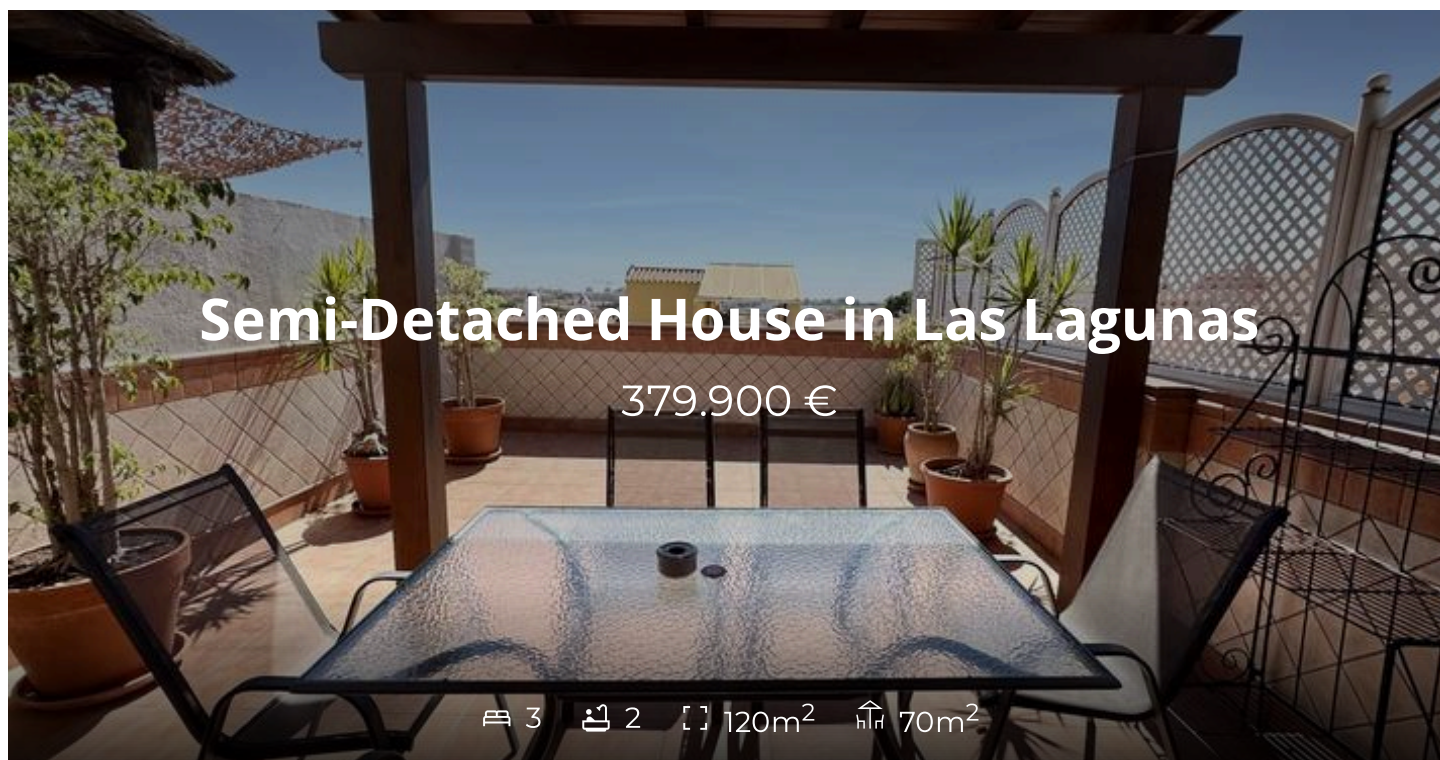 Semi-Detached House in Las Lagunas
379.900 €
3 2 120m² 70m²